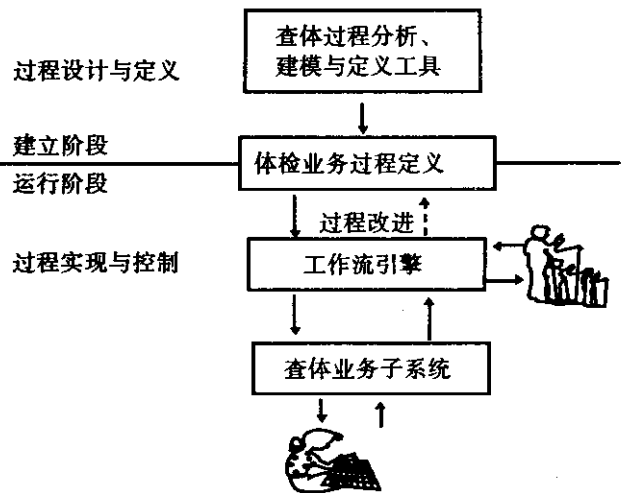 查体过程分析、
建模与定义工具
过程设计与定义
建立阶段
体检业务过程定义
运行阶段
过程改进
过程实现与控制
工作流引擎
查体业务子系统